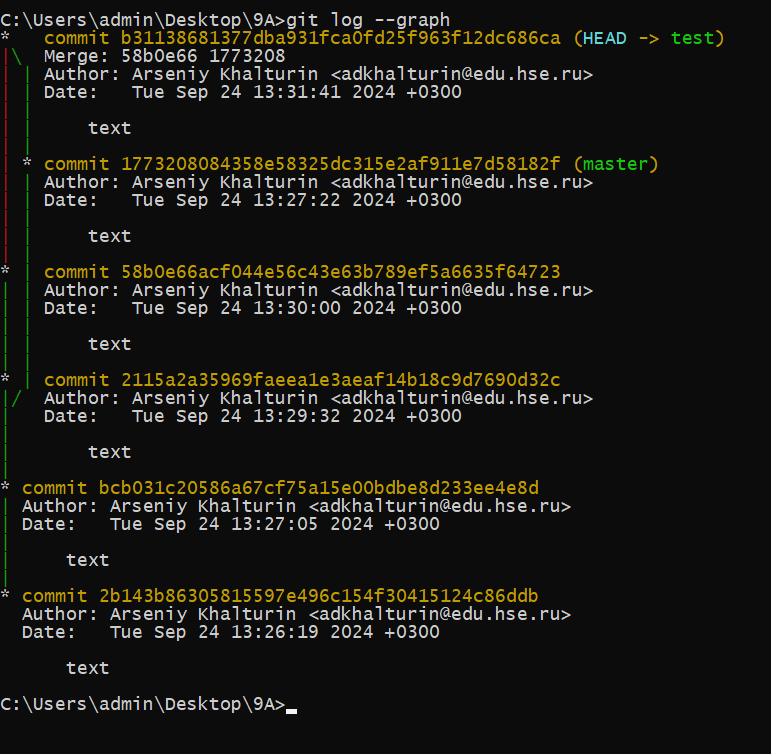 C:\Users\admin\Desktop\9A>git log --graph
*   commit b31138681377dba931fca0fd25f963f12dc686ca (HEAD -> test)
|\  Merge: 58b0e66 1773208
| | Author: Arseniy Khalturin <adkhalturin@edu.hse.ru>
| | Date:   Tue Sep 24 13:31:41 2024 +0300
| |
| |     text
| |
| * commit 1773208084358e58325dc315e2af911e7d58182f (master)
| | Author: Arseniy Khalturin <adkhalturin@edu.hse.ru>
| | Date:   Tue Sep 24 13:27:22 2024 +0300
| |
| |     text
| |
* | commit 58b0e66acf044e56c43e63b789ef5a6635f64723
| | Author: Arseniy Khalturin <adkhalturin@edu.hse.ru>
| | Date:   Tue Sep 24 13:30:00 2024 +0300
| |
| |     text
| |
* | commit 2115a2a35969faeea1e3aeaf14b18c9d7690d32c
|/  Author: Arseniy Khalturin <adkhalturin@edu.hse.ru>
|   Date:   Tue Sep 24 13:29:32 2024 +0300
|
|       text
|
* commit bcb031c20586a67cf75a15e00bdbe8d233ee4e8d
| Author: Arseniy Khalturin <adkhalturin@edu.hse.ru>
| Date:   Tue Sep 24 13:27:05 2024 +0300
|
|     text
|
* commit 2b143b86305815597e496c154f30415124c86ddb
  Author: Arseniy Khalturin <adkhalturin@edu.hse.ru>
  Date:   Tue Sep 24 13:26:19 2024 +0300

      text

C:\Users\admin\Desktop\9A>